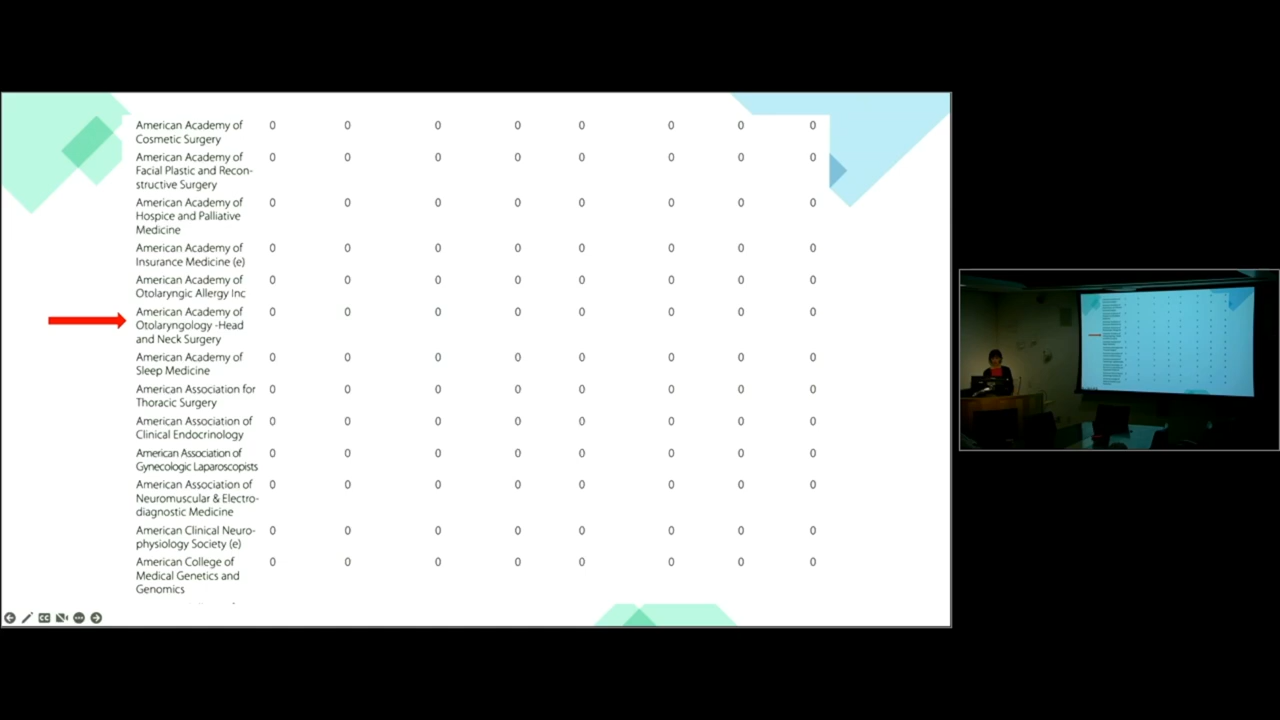 American Academy of 0 0 0 0 0 0 0 0
Cosmetic Surgery
American Academy of 0 0 0 0 0 0 0 0
Facial Plastic and Recon-
structive Surgery
American Academy of 0 0 0 0 0 0 0 0
Hospice and Palliative
Medicine
American Academy of 0 0 0 0 0 0 0 0
Insurance Medicine (e)
American Academy of 0 0 0 0 0 0 0 0
Otolaryngic Allergy Inc
American Academy of 0 0 0 0 0 0 0 0
Otolaryngology -Head
and Neck Surgery
American Academy of 0 0 0 0 0 0 0 0
Sleep Medicine
American Association for 0 0 0 0 0 0 0 0
Thoracic Surgery
American Association of 0 0 0 0 0 0 0 0
Clinical Endocrinology
American Association of 0 0 0 0 0 0 0 0
Gynecologic Laparoscopists
American Association of 0 0 0 0 0 0 0 0
Neuromuscular & Electro-
diagnostic Medicine
American Clinical Neuro- 0 0 0 0 0 0 0 0
physiology Society (e)
American College of 0 0 0 0 0 0 0 0
Medical Genetics and
Genomics
CC